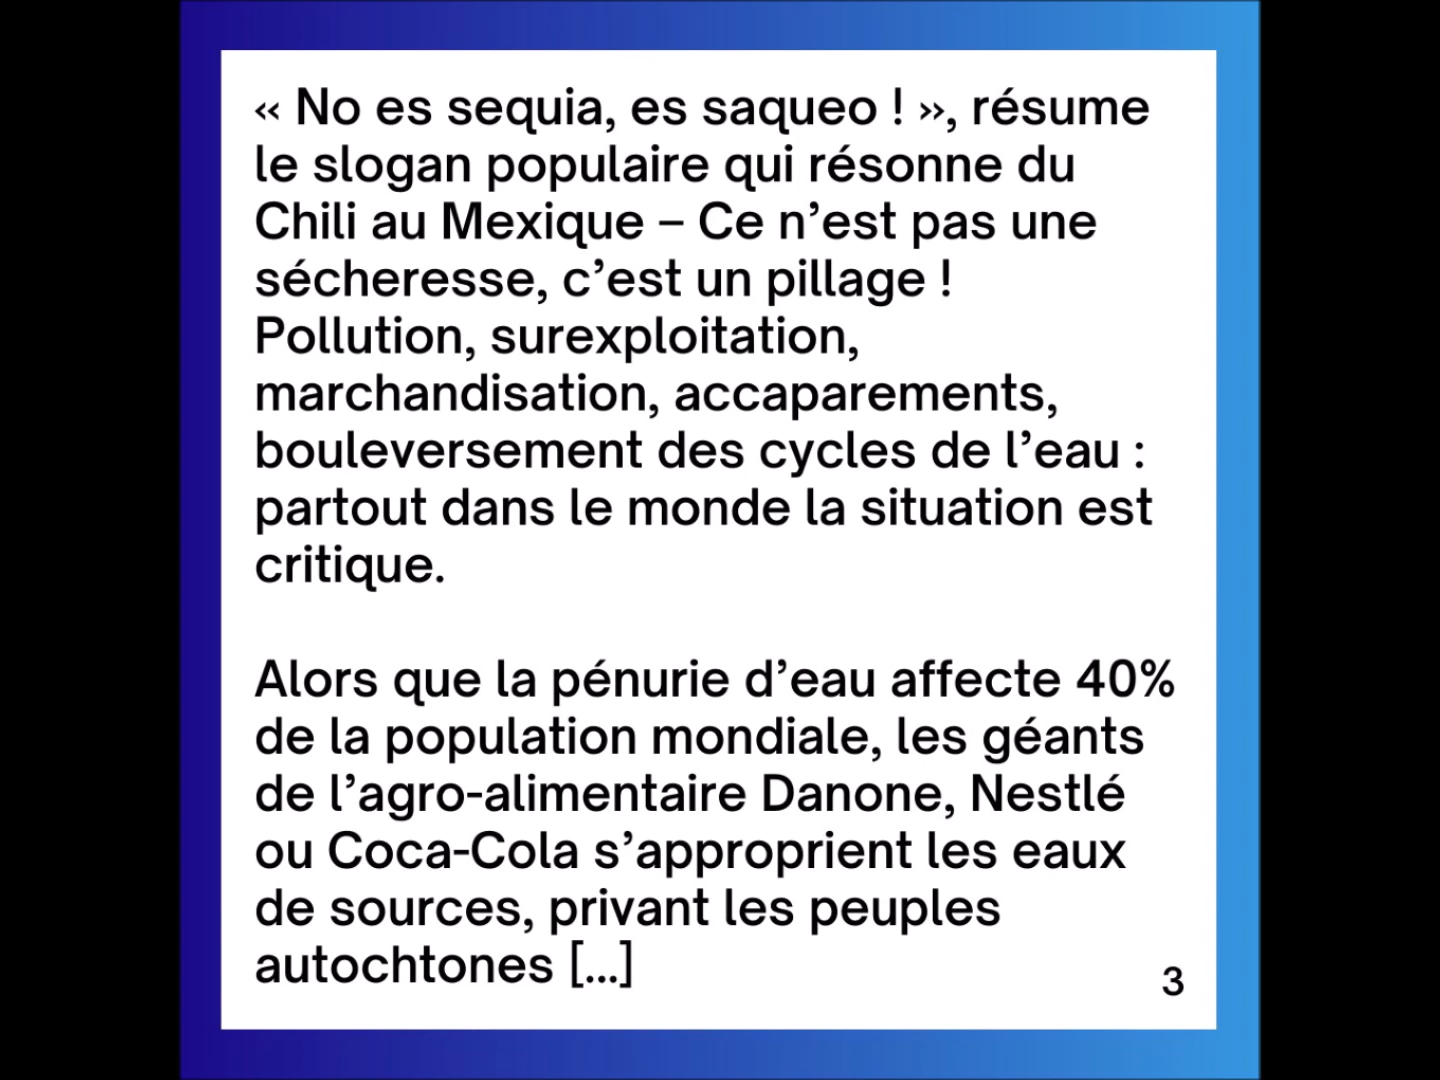 « No es sequia, es saqueo ! », résume
le slogan populaire qui résonne du
Chili au Mexique – Ce n’est pas une
sécheresse, c’est un pillage !
Pollution, surexploitation,
marchandisation, accaparements,
bouleversement des cycles de l’eau :
partout dans le monde la situation est
critique.
Alors que la pénurie d’eau affecte 40%
de la population mondiale, les géants
de l’agro-alimentaire Danone, Nestlé
ou Coca-Cola s’approprient les eaux
de sources, privant les peuples
autochtones [...]
3